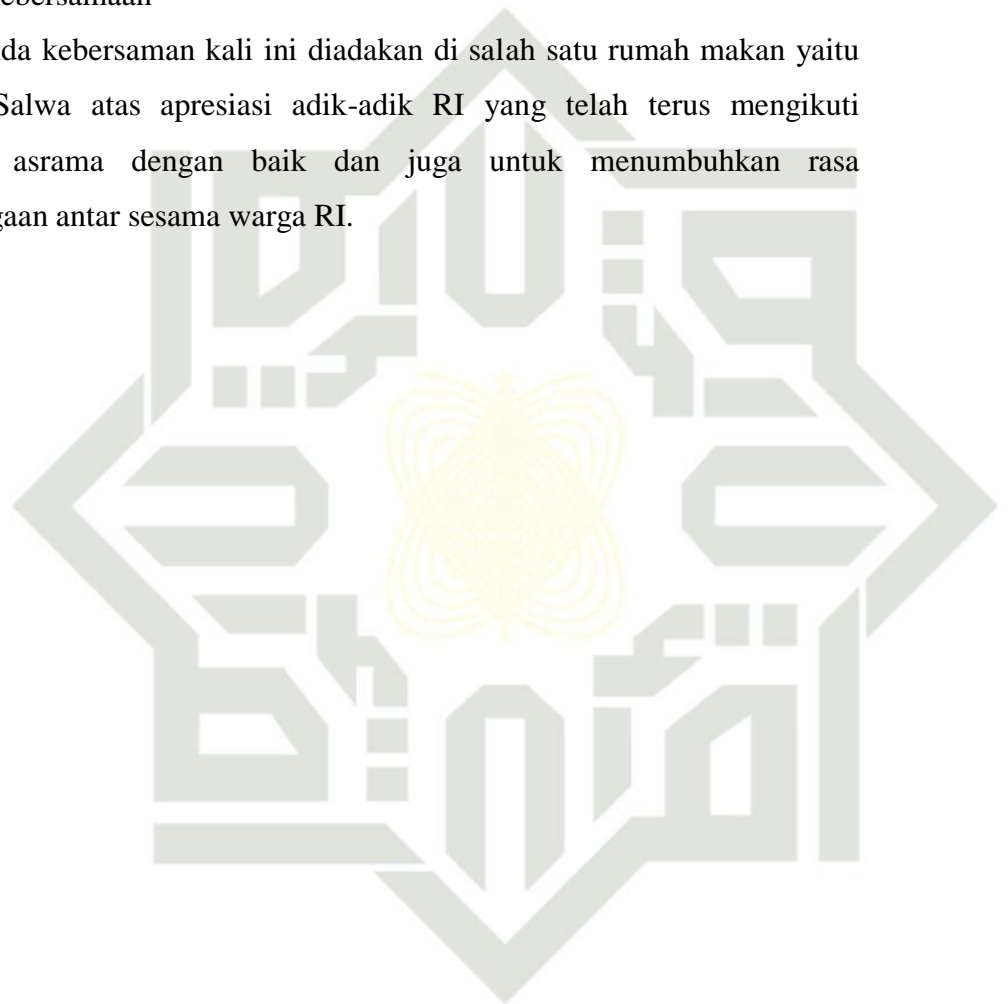 ebersamaan
da kebersaman kali ini diadakan di salah satu rumah makan yaitu
Salwa atas apresiasi adik-adik RI yang telah terus mengikuti
asrama dengan baik dan juga untuk menumbuhkan rasa
gaan antar sesama warga RI.